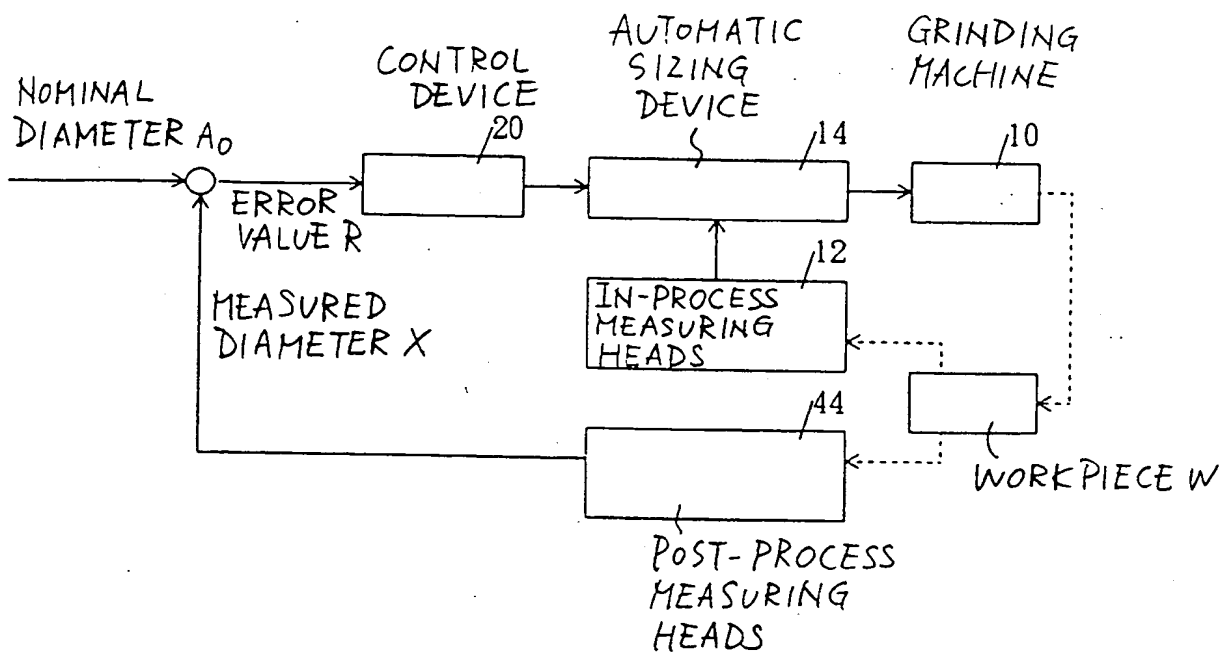 NOMINAL
DIAMETER A0
CONTROL
DEVICE
20
AUTOMATIC
SIZING
DEVICE
14
GRINDING
MACHINE
10
ERROR
VALUE R
12
IN-PROCESS
MEASURING
HEADS
MEASURED
DIAMETER X
44
WORKPIECE W
POST-PROCESS
MEASURING
HEADS